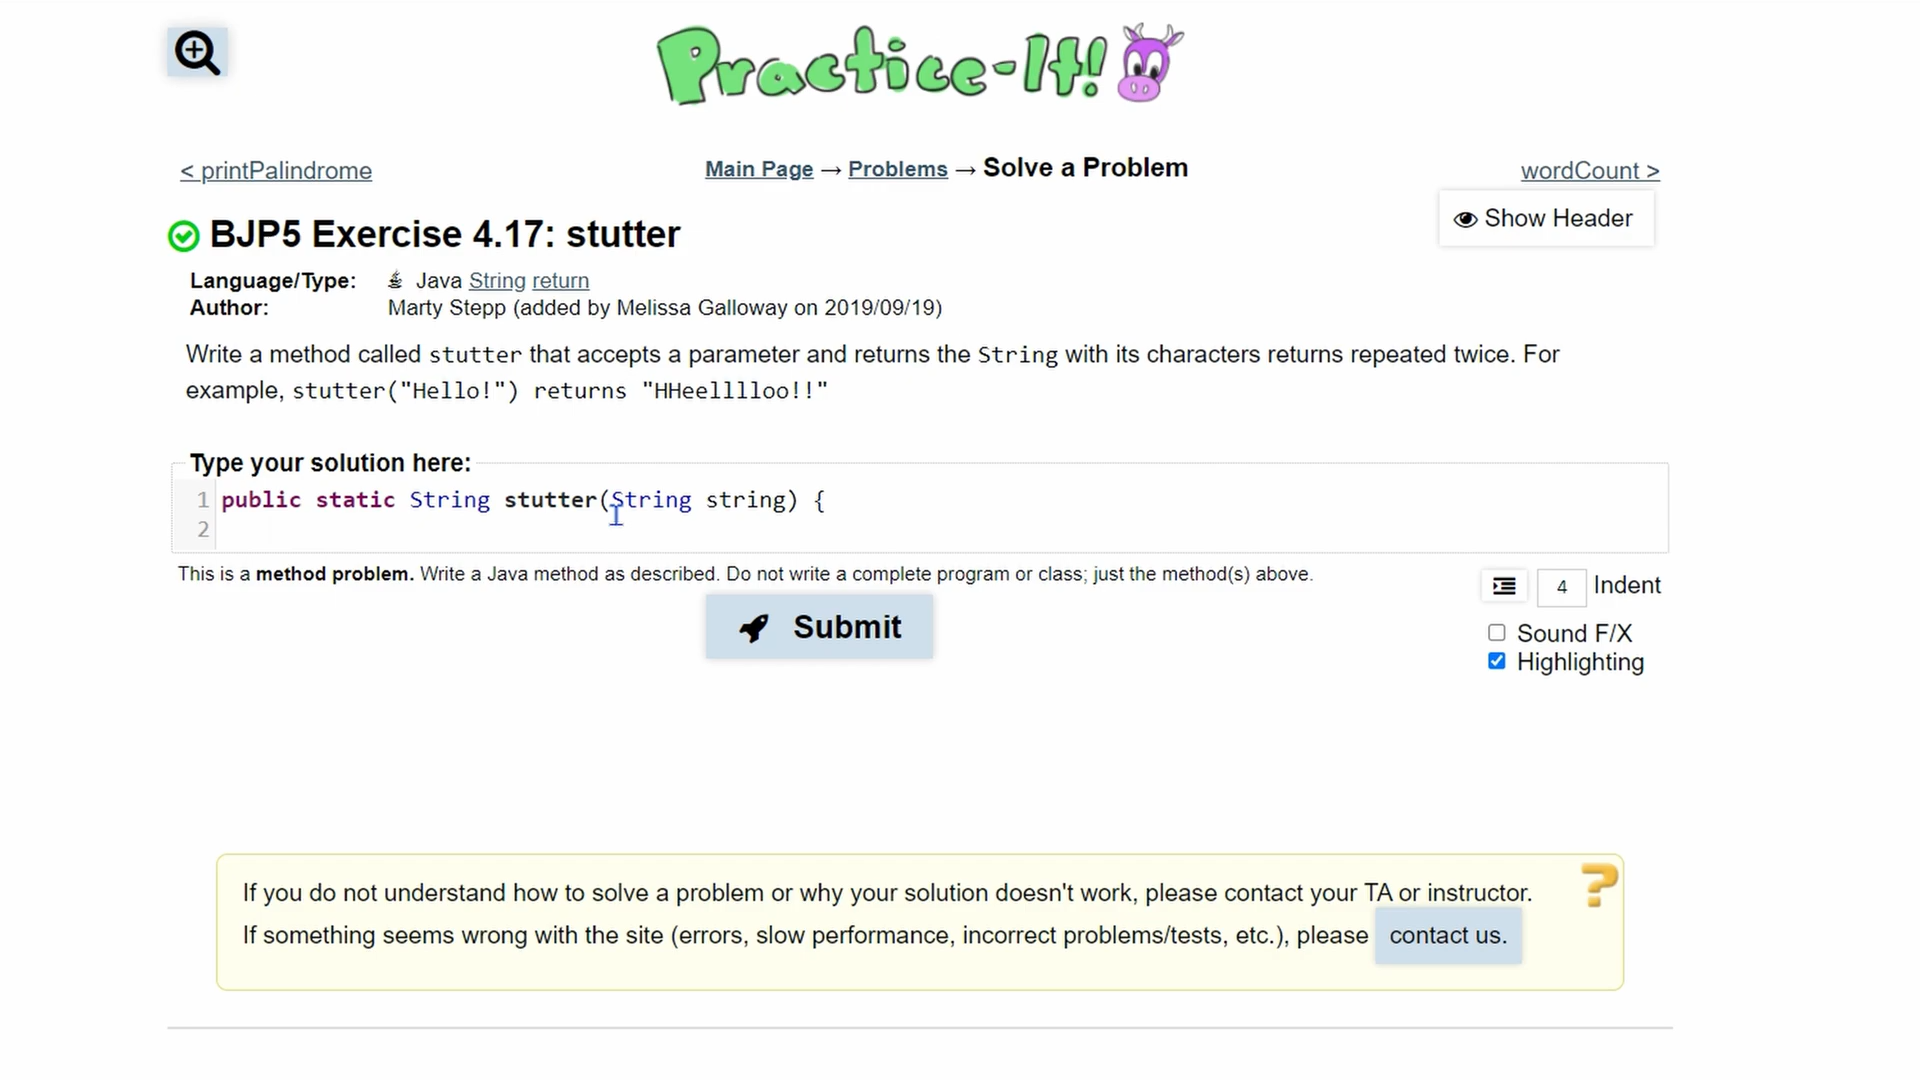 Practice-It!
< printPalindrome
Main Page → Problems → Solve a Problem
wordCount >
Show Header
BJP5 Exercise 4.17: stutter
Language/Type: Java String return
Author: Marty Stepp (added by Melissa Galloway on 2019/09/19)
Write a method called stutter that accepts a parameter and returns the String with its characters returns repeated twice. For
example, stutter("Hello!") returns "HHeelllloo!!"
Type your solution here:
1 public static String stutter(String string) {
2
This is a method problem. Write a Java method as described. Do not write a complete program or class; just the method(s) above.
4 Indent
Submit
Sound F/X
Highlighting
If you do not understand how to solve a problem or why your solution doesn't work, please contact your TA or instructor.
If something seems wrong with the site (errors, slow performance, incorrect problems/tests, etc.), please contact us.